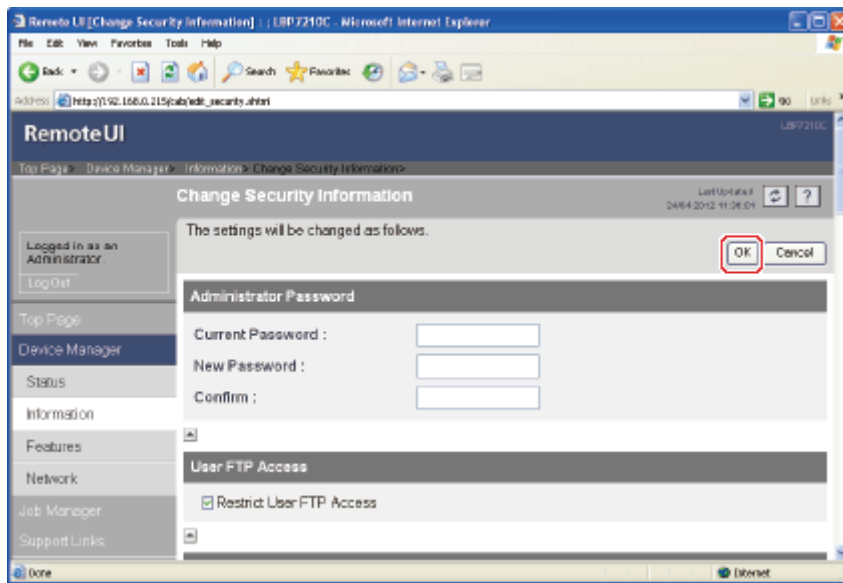 Remote UI [Change Security Information] : : LBP7210C - Microsoft Internet Explorer
File Edit View Favorites Tools Help
Back Search Favorites
Address http://192.168.0.215/cab/edit_security.shtml Go Links
Remote UI LBP7210C
Top Page> Device Manager> Information> Change Security Information>
Change Security Information
Last Updated
24/04/2012 11:36:01 ?
The settings will be changed as follows.
Logged in as an
Administrator.
OK Cancel
Log Out
Administrator Password
Top Page
Current Password :
Device Manager
New Password :
Status
Confirm :
Information
Features
User FTP Access
Network
Restrict User FTP Access
Job Manager
Support Links
Done Internet